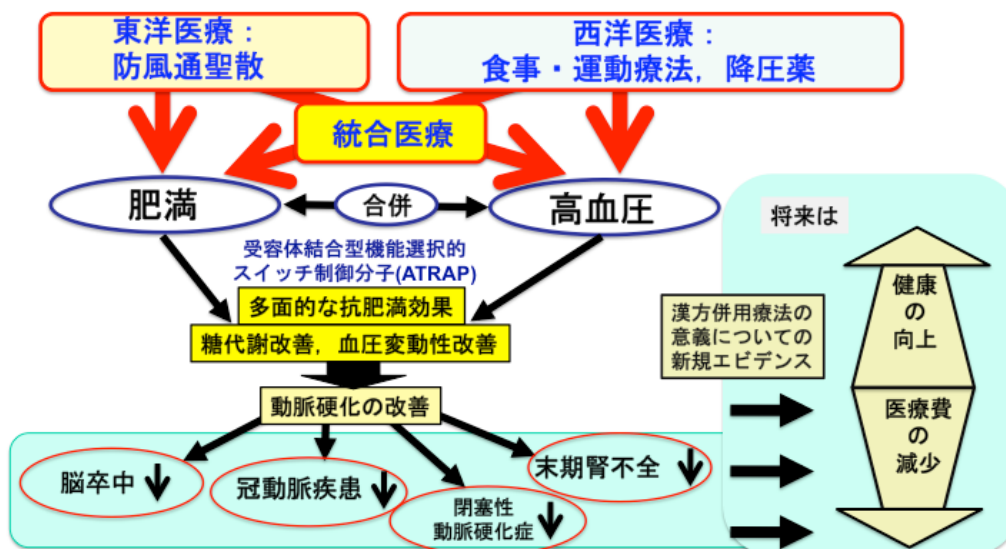 東洋医療：
防風通聖散
西洋医療：
食事・運動療法，降圧薬
統合医療
肥満
合併
高血圧
将来は
受容体結合型機能選択的
スイッチ制御分子(ATRAP)
多面的な抗肥満効果
糖代謝改善，血圧変動性改善
漢方併用療法の
意義についての
新規エビデンス
健康
の
向上
動脈硬化の改善
医療費
の
減少
脳卒中
冠動脈疾患
閉塞性
動脈硬化症
末期腎不全